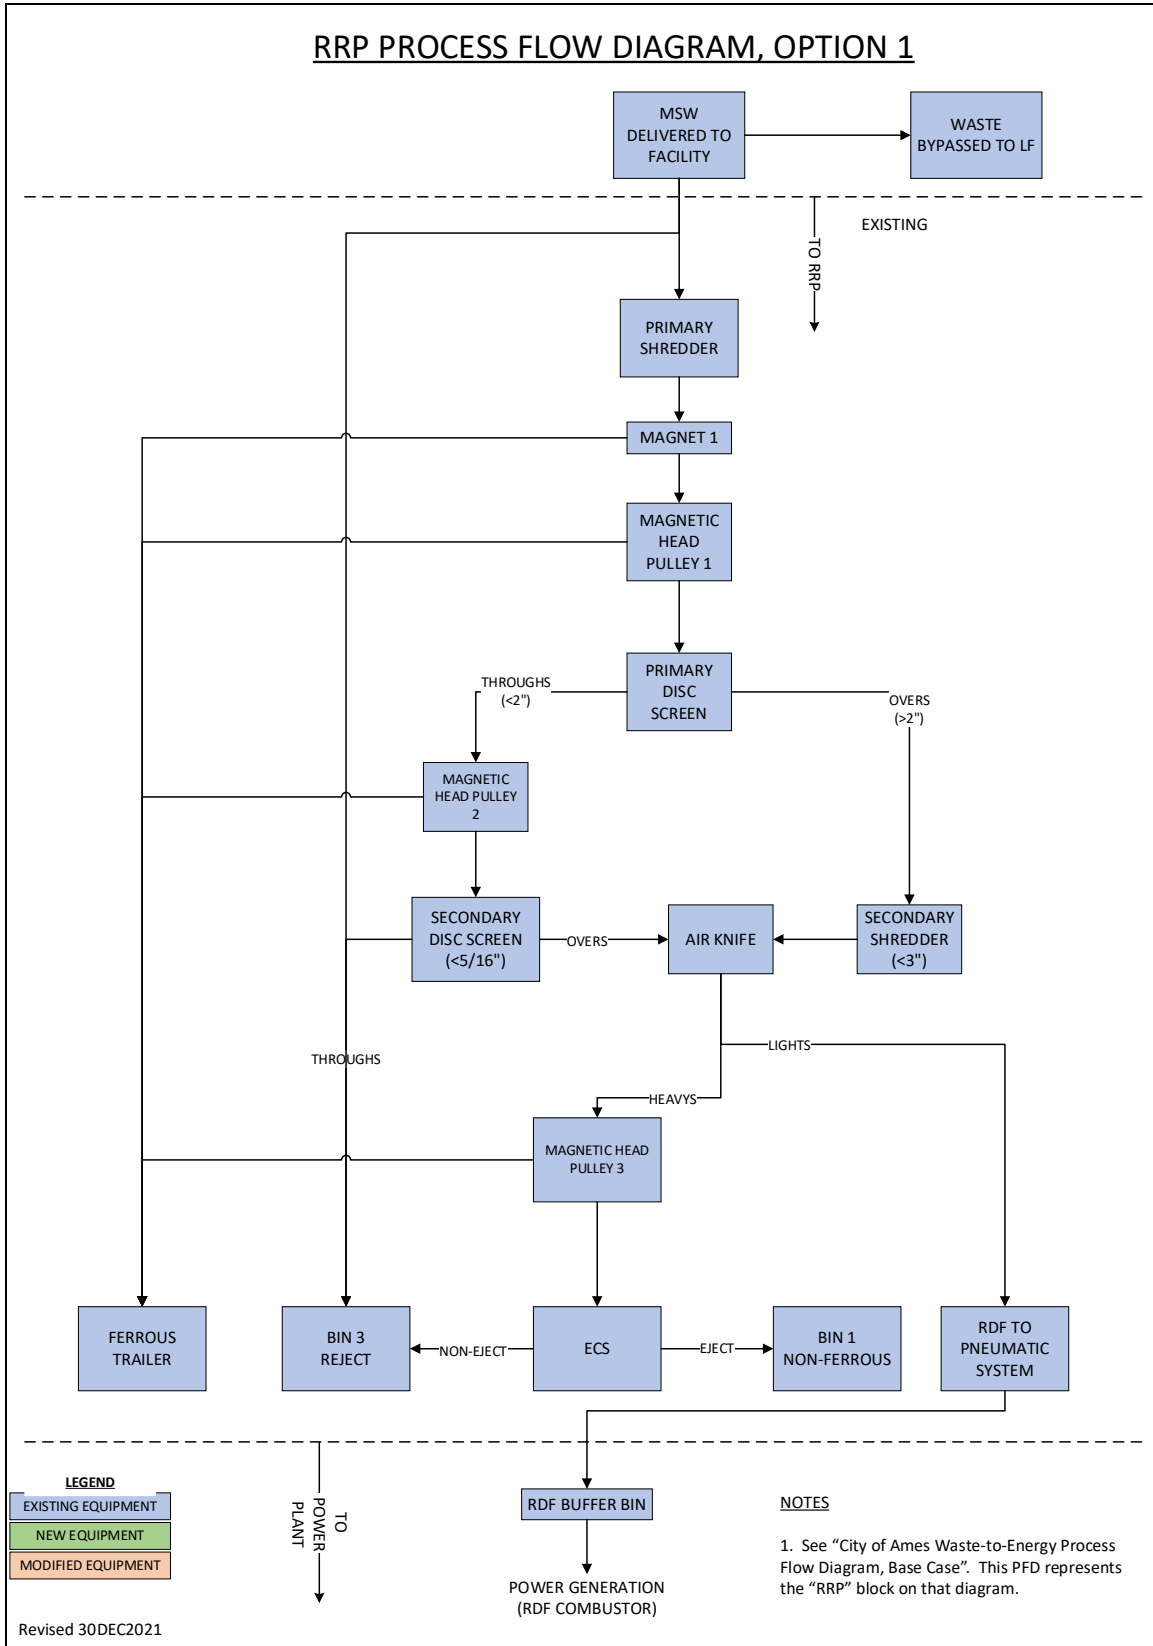 RRP PROCESS FLOW DIAGRAM, OPTION 1
MSW
DELIVERED TO
FACILITY
WASTE
BYPASSED TO LF
EXISTING
TO RRP
PRIMARY
SHREDDER
MAGNET 1
MAGNETIC
HEAD
PULLEY 1
PRIMARY
DISC
SCREEN
THROUGHS
(<2")
OVERS
(>2")
MAGNETIC
HEAD PULLEY
2
SECONDARY
DISC SCREEN
(<5/16")
OVERS
AIR KNIFE
SECONDARY
SHREDDER
(<3")
THROUGHS
LIGHTS
HEAVYS
MAGNETIC HEAD
PULLEY 3
FERROUS
TRAILER
BIN 3
REJECT
NON-EJECT
ECS
EJECT
BIN 1
NON-FERROUS
RDF TO
PNEUMATIC
SYSTEM
LEGEND
EXISTING EQUIPMENT
NEW EQUIPMENT
MODIFIED EQUIPMENT
TO
POWER
PLANT
RDF BUFFER BIN
POWER GENERATION
(RDF COMBUSTOR)
NOTES
1. See “City of Ames Waste-to-Energy Process
Flow Diagram, Base Case”. This PFD represents
the “RRP” block on that diagram.
Revised 30DEC2021